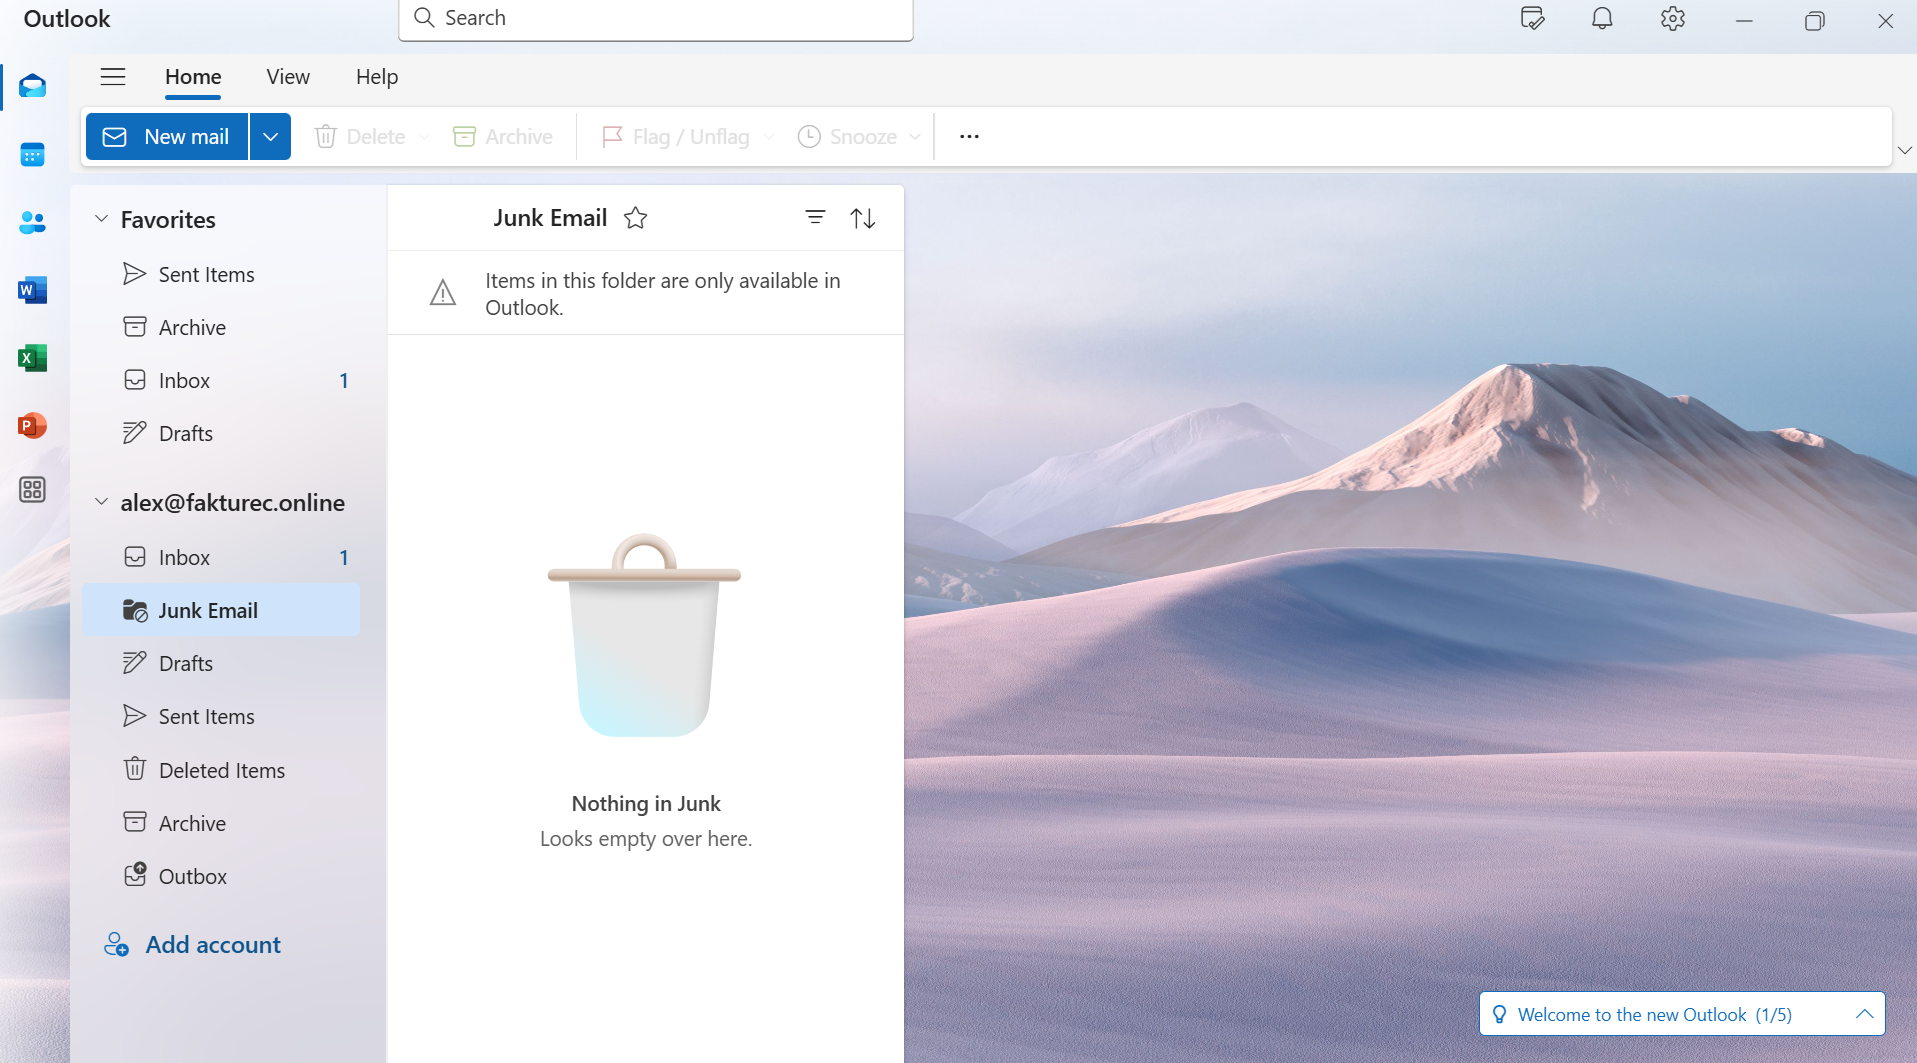 Outlook
Search
Home View Help
New mail Delete Archive Flag / Unflag Snooze ...
Favorites
Sent Items
Archive
Inbox 1
Drafts
alex@fakturec.online
Inbox 1
Junk Email
Drafts
Sent Items
Deleted Items
Archive
Outbox
Add account
Junk Email
Items in this folder are only available in
Outlook.
Nothing in Junk
Looks empty over here.
W
X
P
Welcome to the new Outlook (1/5)